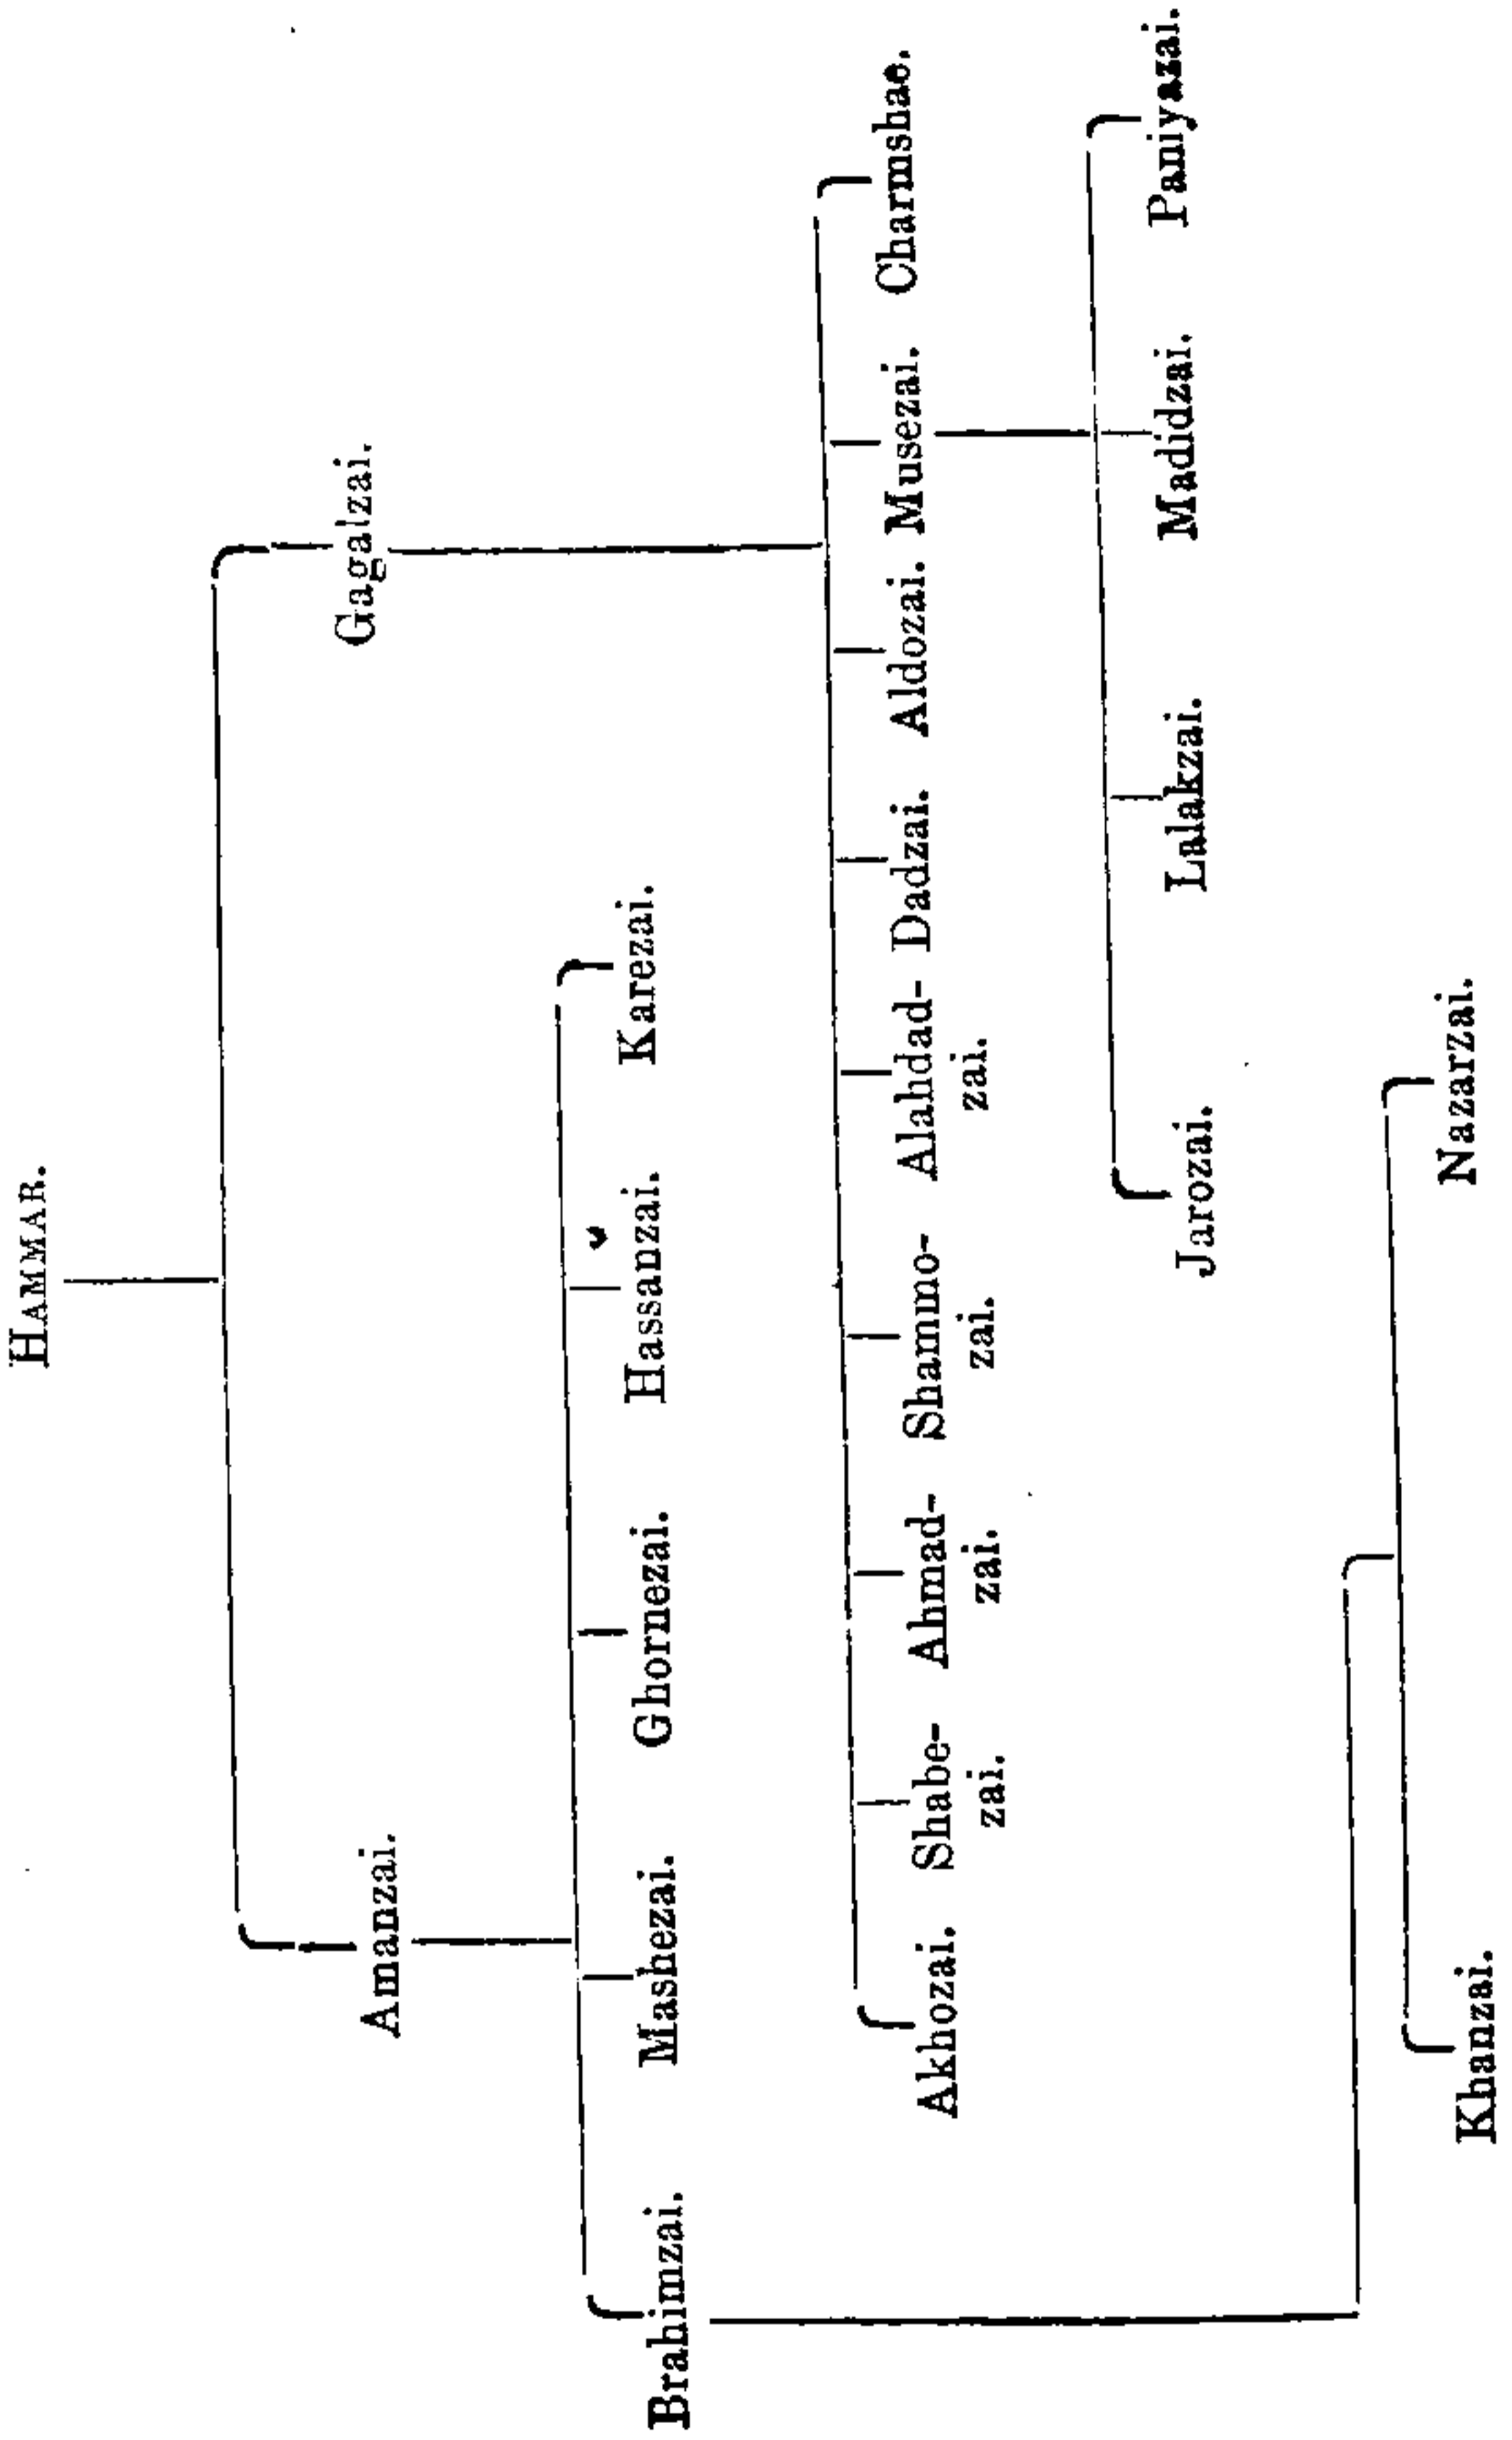 HAMMAR.
Amanzai. Gagalzai.
Brahimzai. Mashezai. Ghornezai. Hassanzai. Karezai.
Akhozai. Shabe- Ahmad- Shammo- Alahdad- Dadzai. Aldozai. Musezai. Charmshae.
zai. zai. zai. zai.
Jarozai. Lalakzai. Madidzai. Paniyazai.
Khanzai. Nazarzai.